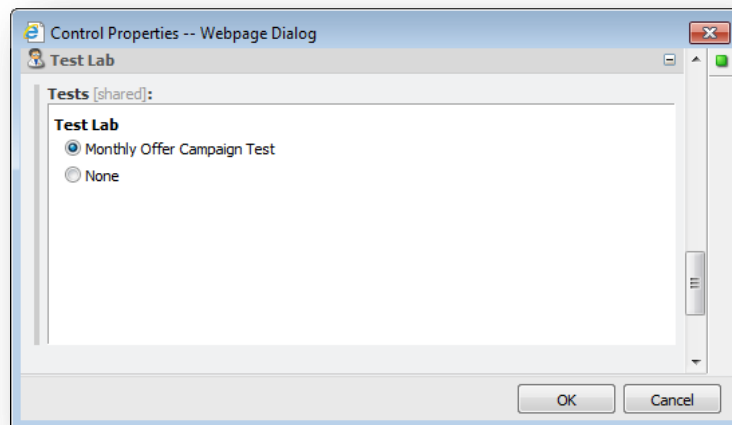 Control Properties -- Webpage Dialog
Test Lab
Tests [shared]:
Test Lab
Monthly Offer Campaign Test
None
OK
Cancel